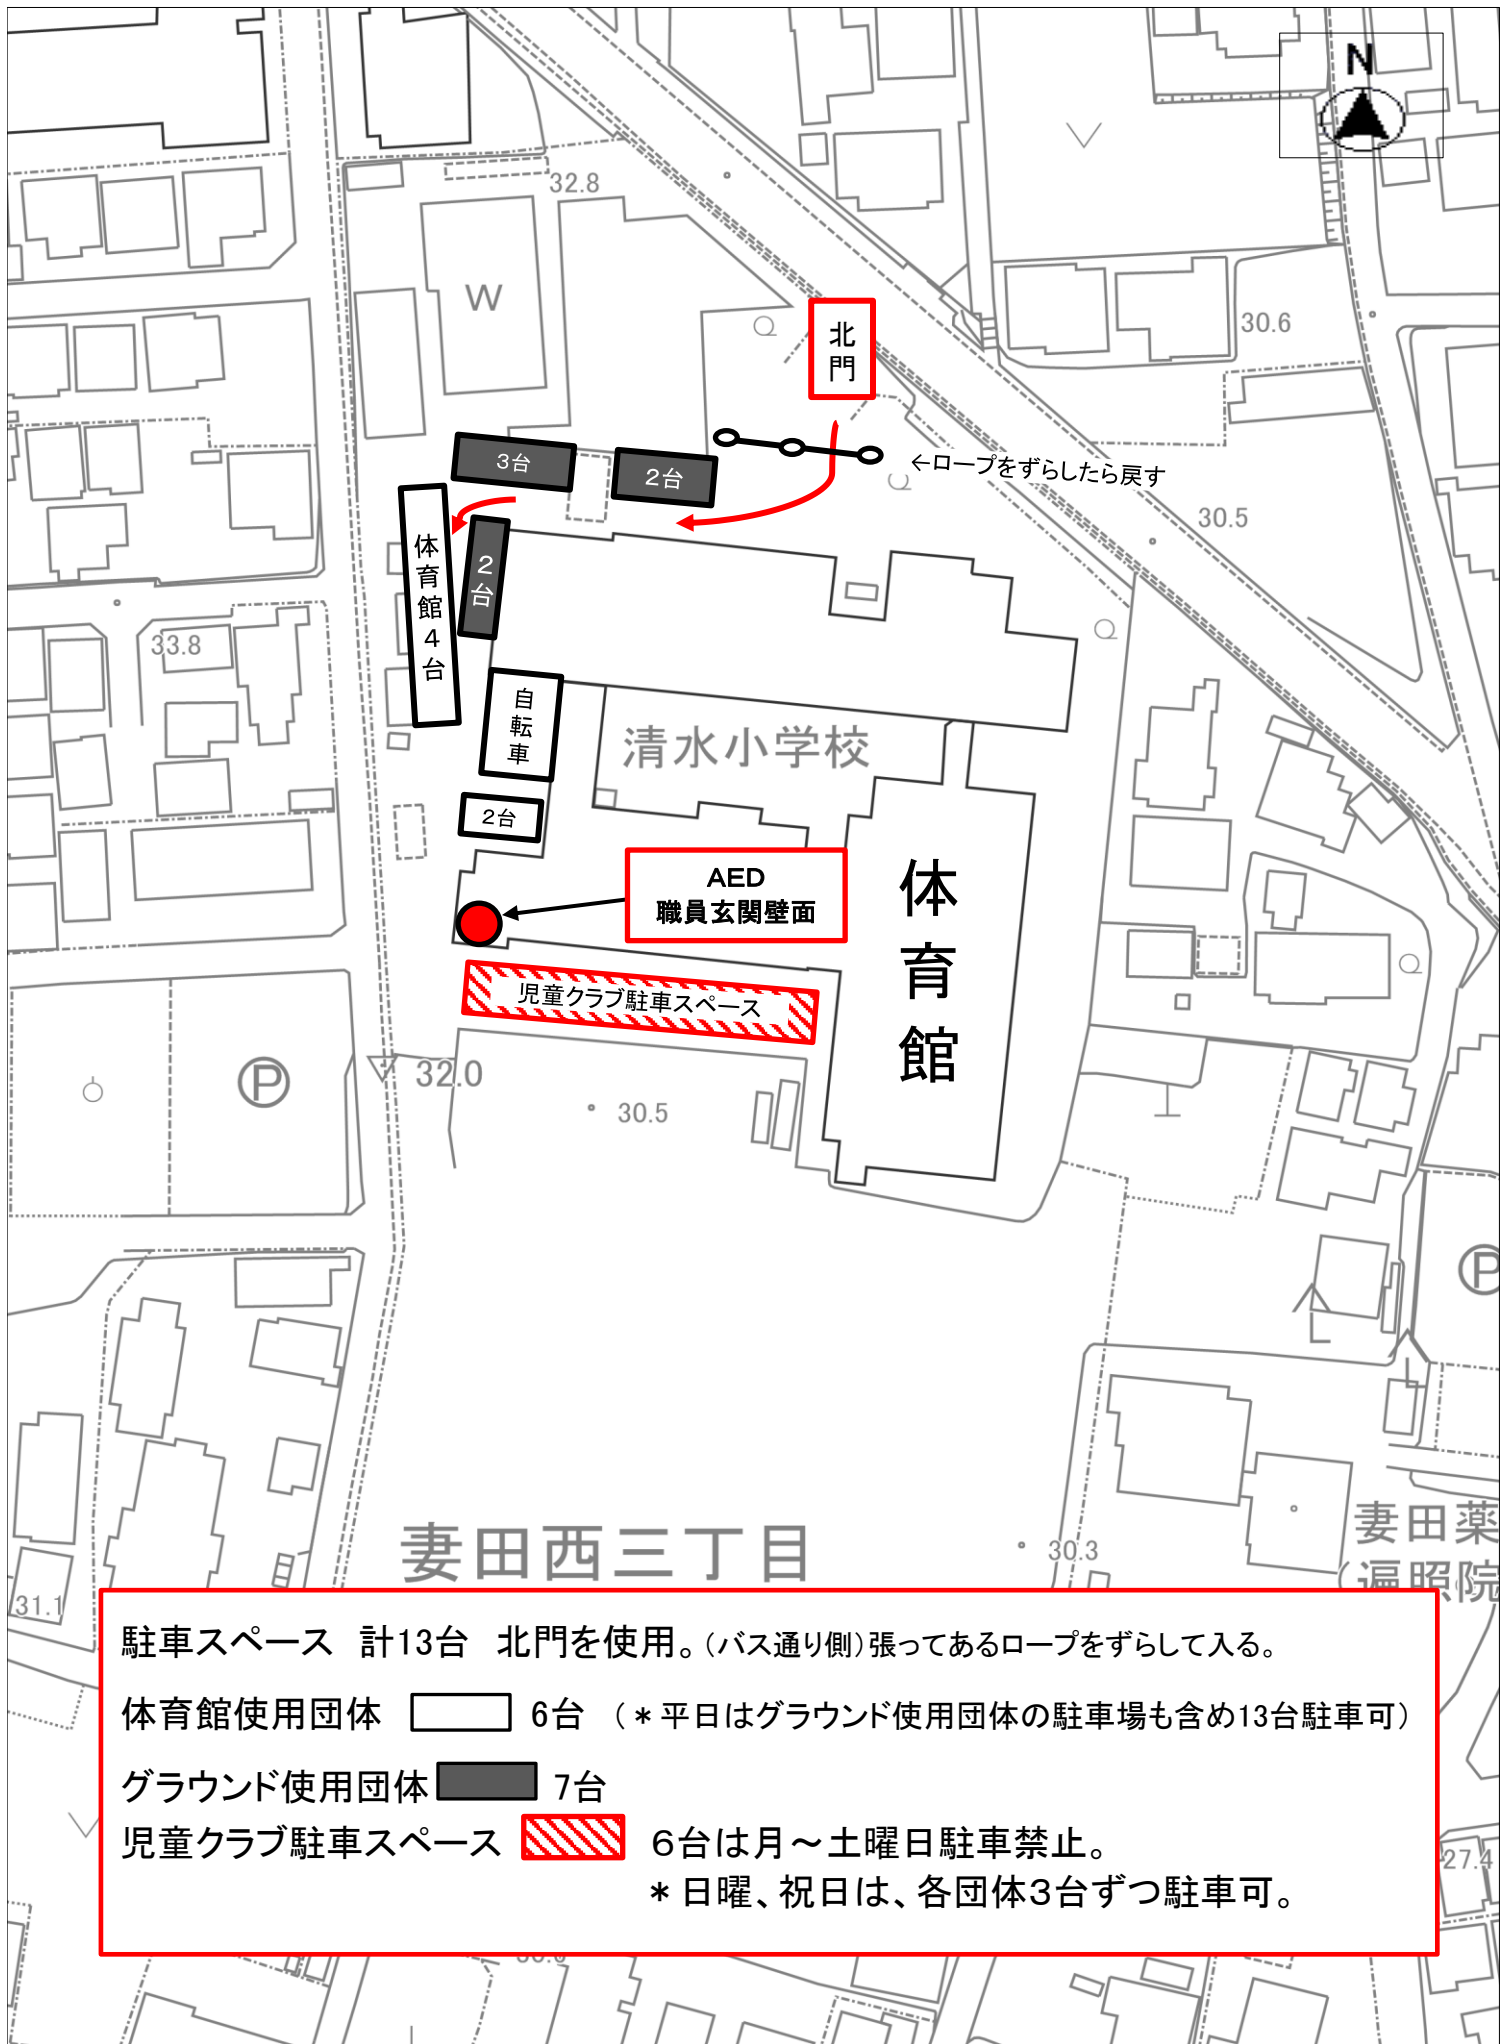 N
32.8
W
30.6
北門
3台
2台
←ロープをずらしたら戻す
30.5
体育館4台
2台
33.8
自転車
清水小学校
2台
AED
職員玄関壁面
体育館
児童クラブ駐車スペース
P
32.0
30.5
P
妻田西三丁目
30.3
妻田薬
(遍照院
31.1
駐車スペース 計13台 北門を使用。(バス通り側)張ってあるロープをずらして入る。
体育館使用団体 6台 (＊平日はグラウンド使用団体の駐車場も含め13台駐車可)
グラウンド使用団体 7台
児童クラブ駐車スペース 6台は月～土曜日駐車禁止。
＊日曜、祝日は、各団体3台ずつ駐車可。
27.4